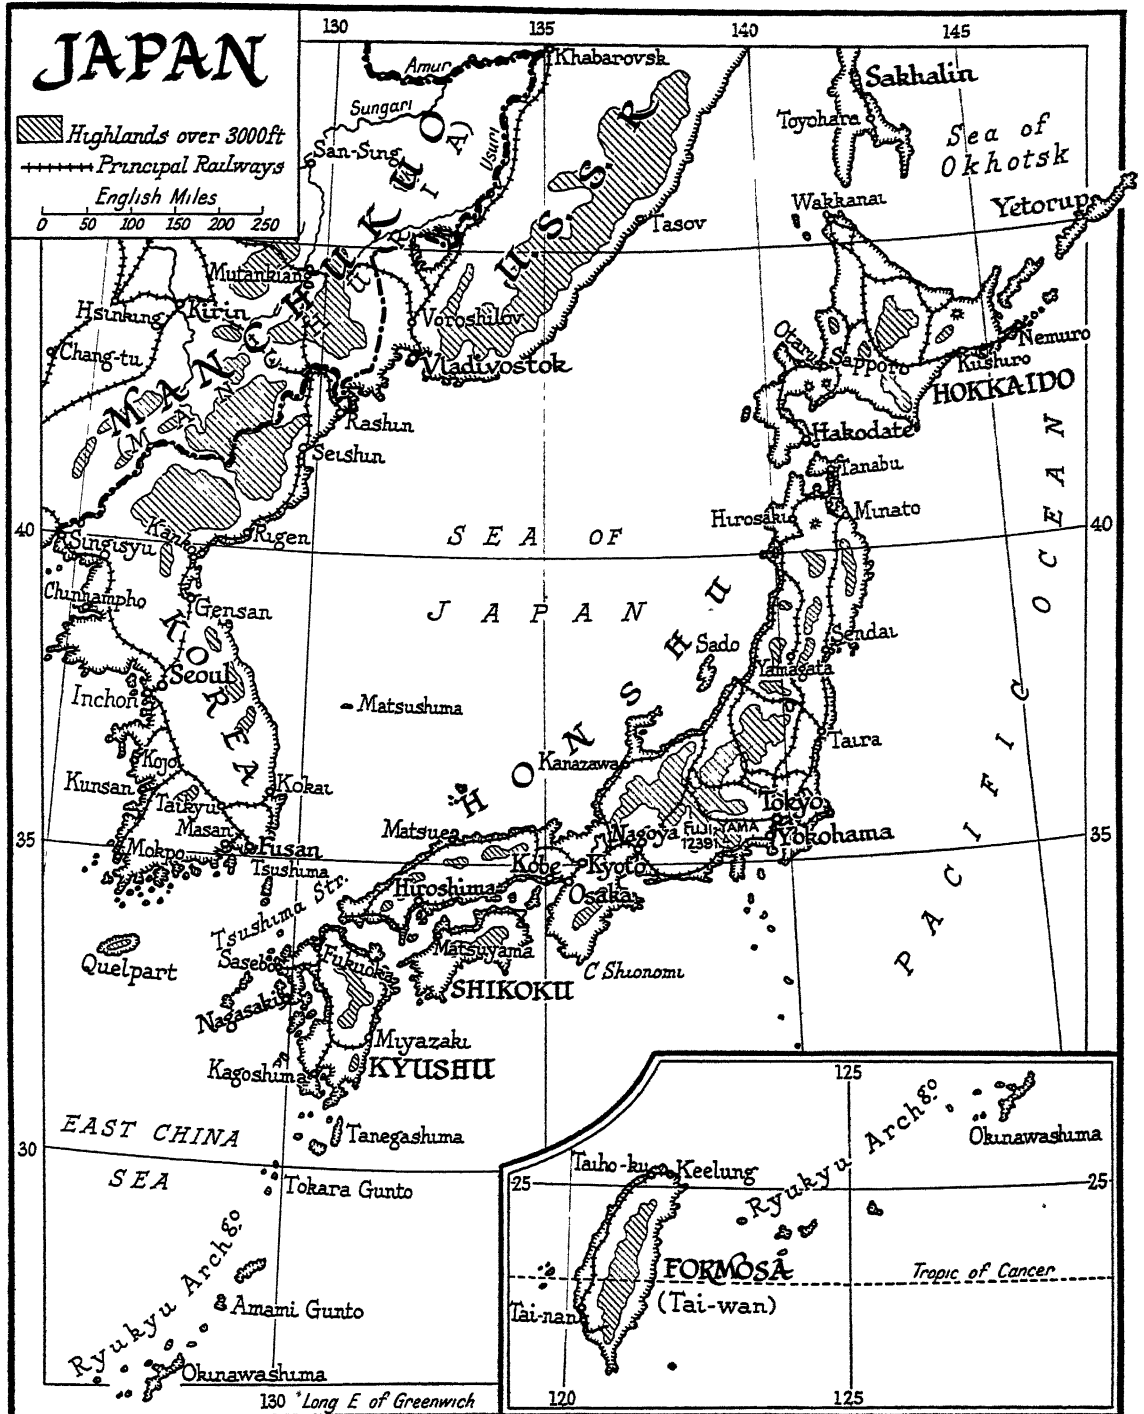 JAPAN
Highlands over 3000ft
Principal Railways
English Miles
0 50 100 150 200 250
130
135
140
145
Amur
Khabarovsk
Sungari
Usuri
San-Sing
Sakhalin
Toyohara
Sea of
Okhotsk
MANCHUKUO
(MANCHURIA)
U.S.S.R
Tasov
Wakkanai
Yetorup
Mutankian
Hsinking
Kirin
Voroshilov
Chang-tu
Vladivostok
Otaru
Sapporo
Kushiro
Nemuro
HOKKAIDO
Rashin
Seishin
Hakodate
Tanabu
40
Singisyu
Kanko
Rigen
SEA OF
JAPAN
Hirosaki
Minato
40
Chinnampho
Gensan
KOREA
Seoul
Inchon
Matsushima
HONSHU
Sado
Sendai
Yamagata
Taira
PACIFIC OCEAN
Kojo
Kunsan
Taikyu
Kokai
Kanazawa
Masan
Fusan
Mokpo
Tsushima
Tsushima Str.
35
Matsuea
Tokyo
Nagoya
FUJI YAMA
12391
Yokohama
35
Kobe
Kyoto
Hiroshima
Osaka
Quelpart
Sasebo
Fukuoka
Matsuyama
C Shionomi
SHIKOKU
Nagasaki
Miyazaki
Kagoshima
KYUSHU
EAST CHINA
SEA
30
Tanegashima
Tokara Gunto
Ryukyu Archgo
Amami Gunto
Okinawashima
130 °Long E of Greenwich
125
Ryukyu Archgo
Okinawashima
Taiho-ku
Keelung
25
25
FORMOSA
(Tai-wan)
Tropic of Cancer
Tai-nan
120
125